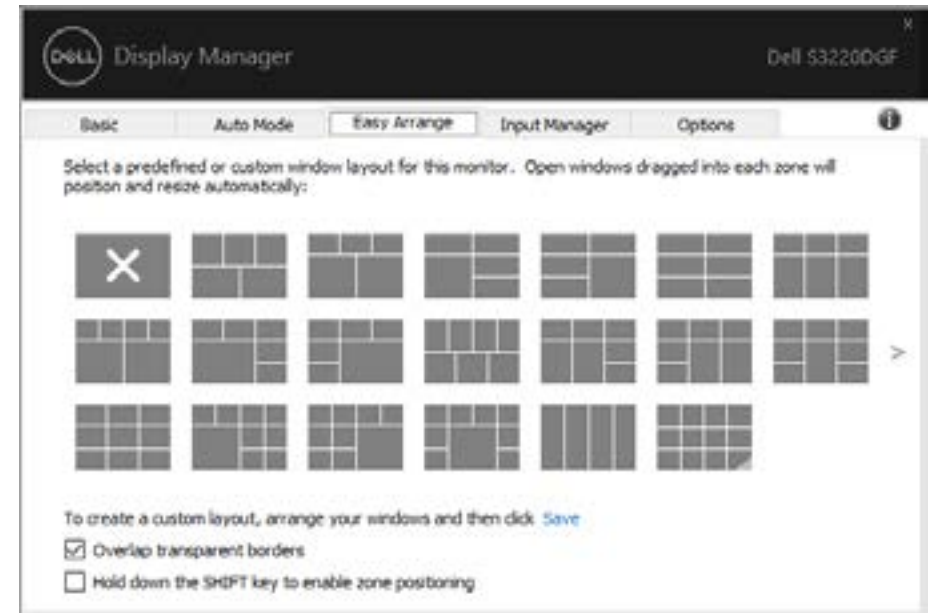 X
DELL Display Manager
Dell S3220DGF
Basic Auto Mode Easy Arrange Input Manager Options
Select a predefined or custom window layout for this monitor. Open windows dragged into each zone will
position and resize automatically:
>
To create a custom layout, arrange your windows and then click Save
Overlap transparent borders
Hold down the SHIFT key to enable zone positioning